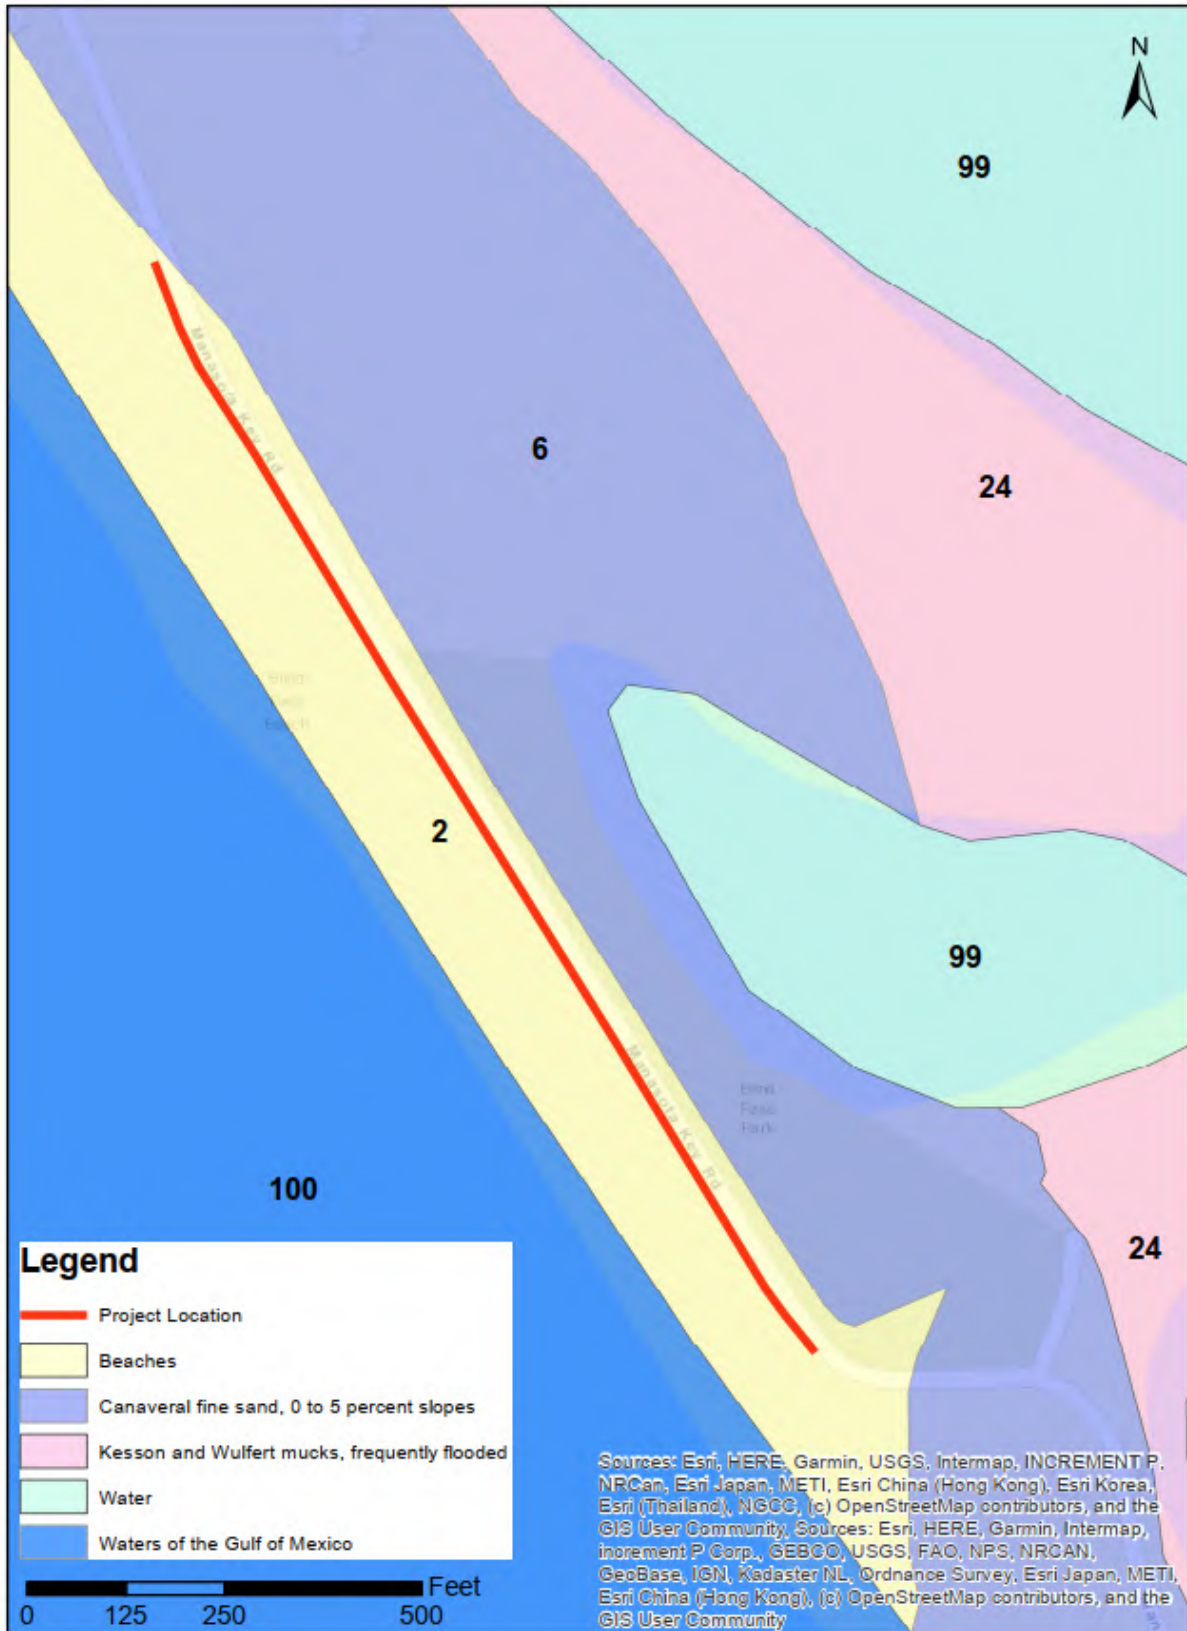 N
99
Manasota Key Rd
6
24
Beach
2
99
Manasota Key Rd
Blind
Pass
Park
100
24
Legend
Project Location
Beaches
Canaveral fine sand, 0 to 5 percent slopes
Kesson and Wulfert mucks, frequently flooded
Water
Waters of the Gulf of Mexico
Feet
0 125 250 500
Sources: Esri, HERE, Garmin, USGS, Intermap, INCREMENT P,
NRCan, Esri Japan, METI, Esri China (Hong Kong), Esri Korea,
Esri (Thailand), NGCC, (c) OpenStreetMap contributors, and the
GIS User Community, Sources: Esri, HERE, Garmin, Intermap,
increment P Corp., GEBCO, USGS, FAO, NPS, NRCAN,
GeoBase, IGN, Kadaster NL, Ordnance Survey, Esri Japan, METI,
Esri China (Hong Kong), (c) OpenStreetMap contributors, and the
GIS User Community